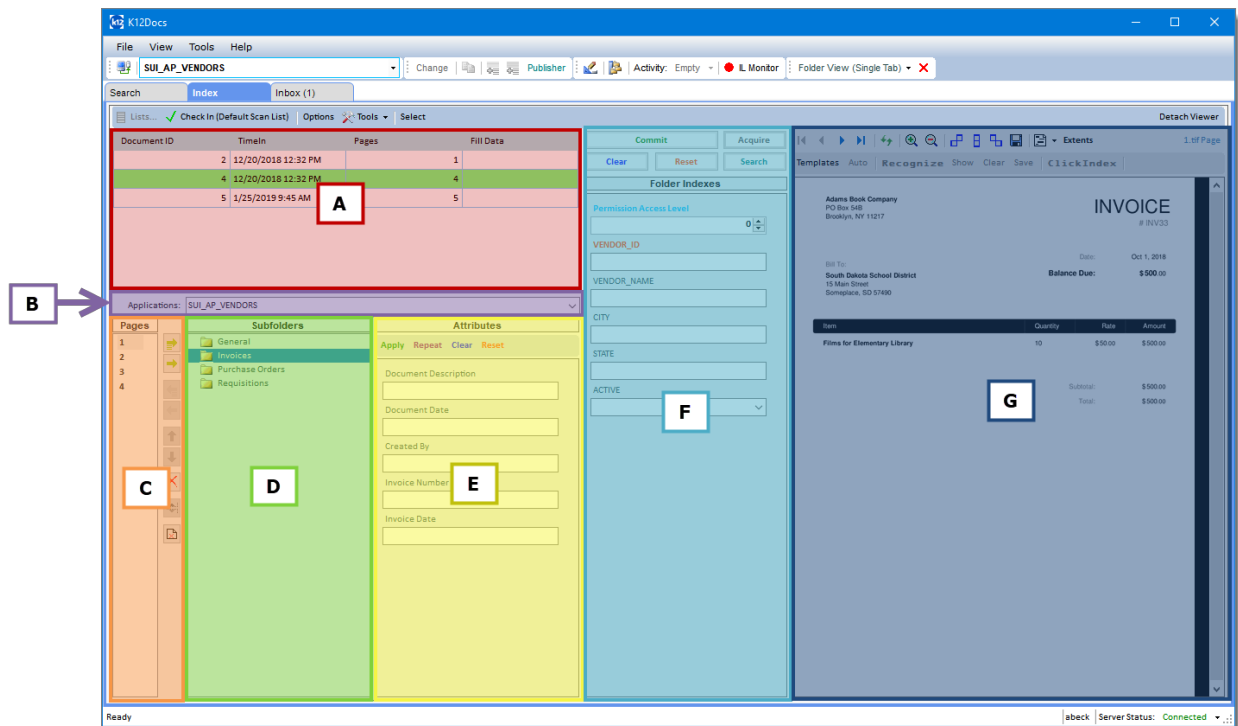 K12Docs
File View Tools Help
SUI_AP_VENDORS Change Publisher Activity: Empty IL Monitor Folder View (Single Tab)
Search Index Inbox (1)
Lists... Check In (Default Scan List) Options Tools Select Detach Viewer
Document ID TimeIn Pages Fill Data
2 12/20/2018 12:32 PM 1
4 12/20/2018 12:32 PM 4
5 1/25/2019 9:45 AM 5
A
B
Applications: SUI_AP_VENDORS
Pages
1
2
3
4
C
Subfolders
General
Invoices
Purchase Orders
Requisitions
D
Attributes
Apply Repeat Clear Reset
Document Description
Document Date
Created By
Invoice Number
Invoice Date
E
Commit Acquire
Clear Reset Search
Folder Indexes
Permission Access Level
0
VENDOR_ID
VENDOR_NAME
CITY
STATE
ACTIVE
F
Extents 1.tif Page
Templates Auto Recognize Show Clear Save ClickIndex
Adams Book Company
PO Box 54B
Brooklyn, NY 11217
INVOICE
# INV33
Date: Oct 1, 2018
Balance Due: $500.00
Bill To:
South Dakota School District
15 Main Street
Someplace, SD 57490
Item Quantity Rate Amount
Films for Elementary Library 10 $50.00 $500.00
Subtotal: $500.00
Total: $500.00
G
Ready abeck Server Status: Connected